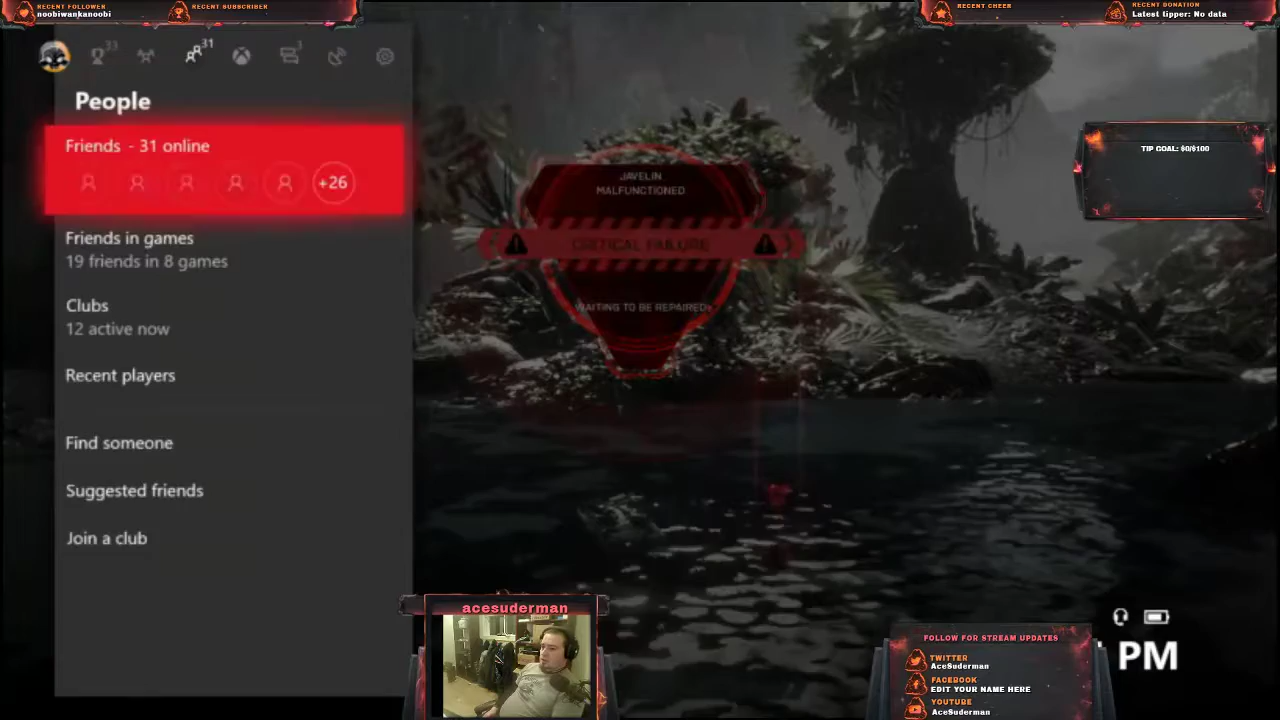 RECENT FOLLOWER
noobiwankanoobi
RECENT SUBSCRIBER
RECENT CHEER
RECENT DONATION
Latest tipper: No data
33
31
3
People
Friends - 31 online
+26
Friends in games
19 friends in 8 games
Clubs
12 active now
Recent players
Find someone
Suggested friends
Join a club
JAVELIN
MALFUNCTIONED
CRITICAL FAILURE
WAITING TO BE REPAIRED
TIP GOAL: $0/$100
acesuderman
FOLLOW FOR STREAM UPDATES
TWITTER
AceSuderman
FACEBOOK
EDIT YOUR NAME HERE
YOUTUBE
AceSuderman
PM